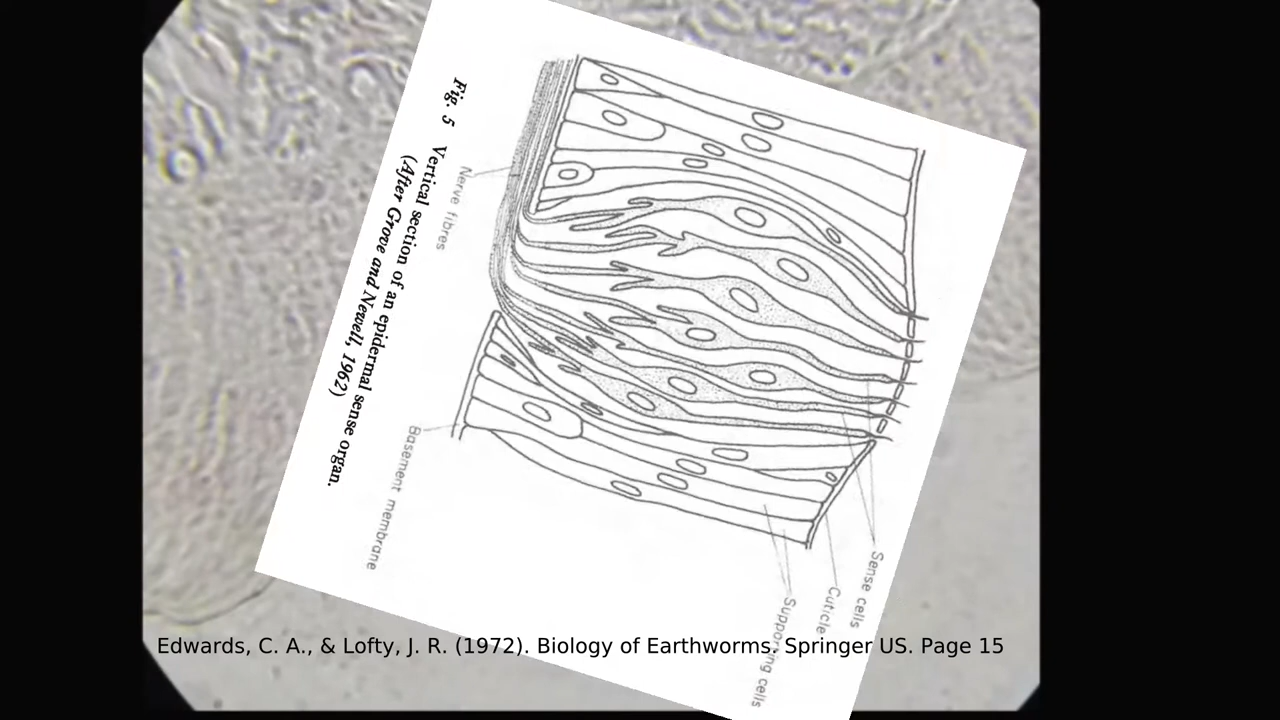 Sense cells
Cuticle
Supporting cells
Nerve fibres
Basement membrane
Fig. 5 Vertical section of an epidermal sense organ.
(After Grove and Newell, 1962)
Edwards, C. A., & Lofty, J. R. (1972). Biology of Earthworms. Springer US. Page 15